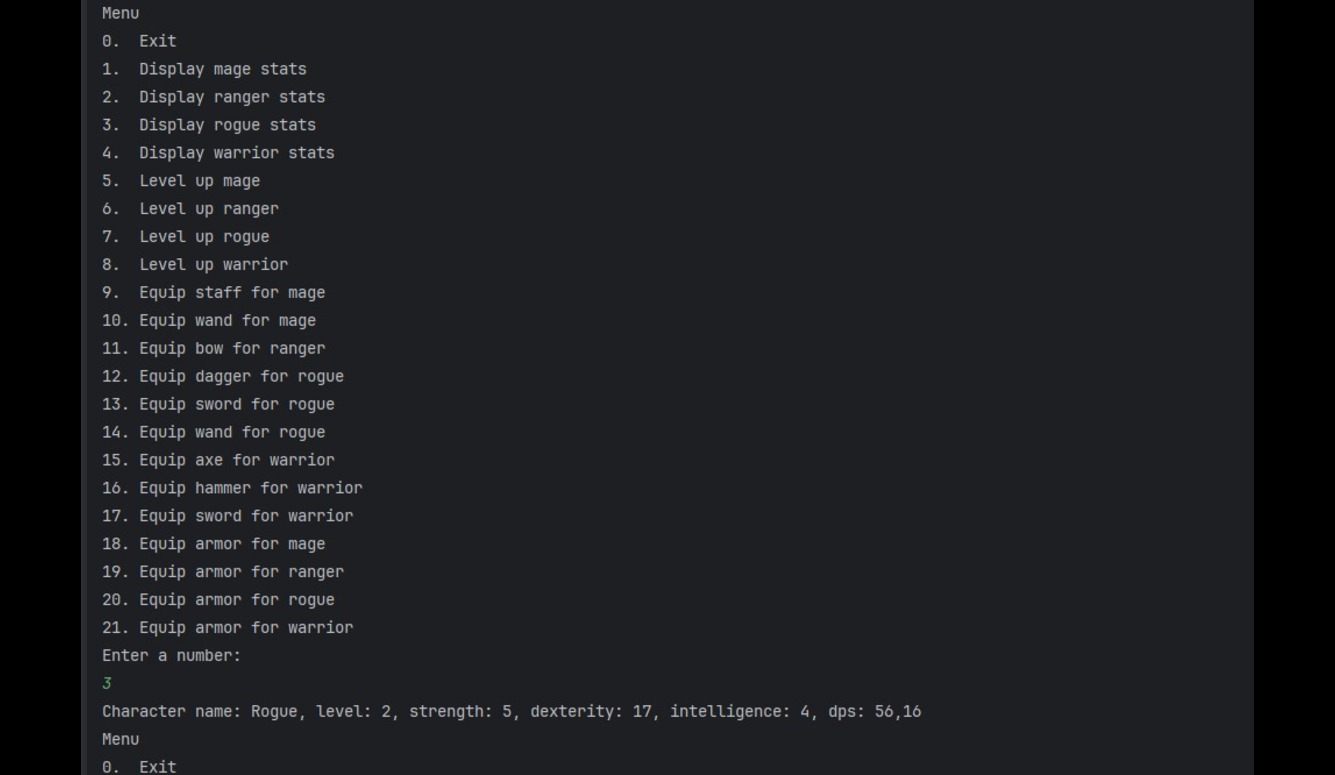 Menu
0.  Exit
1.  Display mage stats
2.  Display ranger stats
3.  Display rogue stats
4.  Display warrior stats
5.  Level up mage
6.  Level up ranger
7.  Level up rogue
8.  Level up warrior
9.  Equip staff for mage
10. Equip wand for mage
11. Equip bow for ranger
12. Equip dagger for rogue
13. Equip sword for rogue
14. Equip wand for rogue
15. Equip axe for warrior
16. Equip hammer for warrior
17. Equip sword for warrior
18. Equip armor for mage
19. Equip armor for ranger
20. Equip armor for rogue
21. Equip armor for warrior
Enter a number:
3
Character name: Rogue, level: 2, strength: 5, dexterity: 17, intelligence: 4, dps: 56,16
Menu
0.  Exit